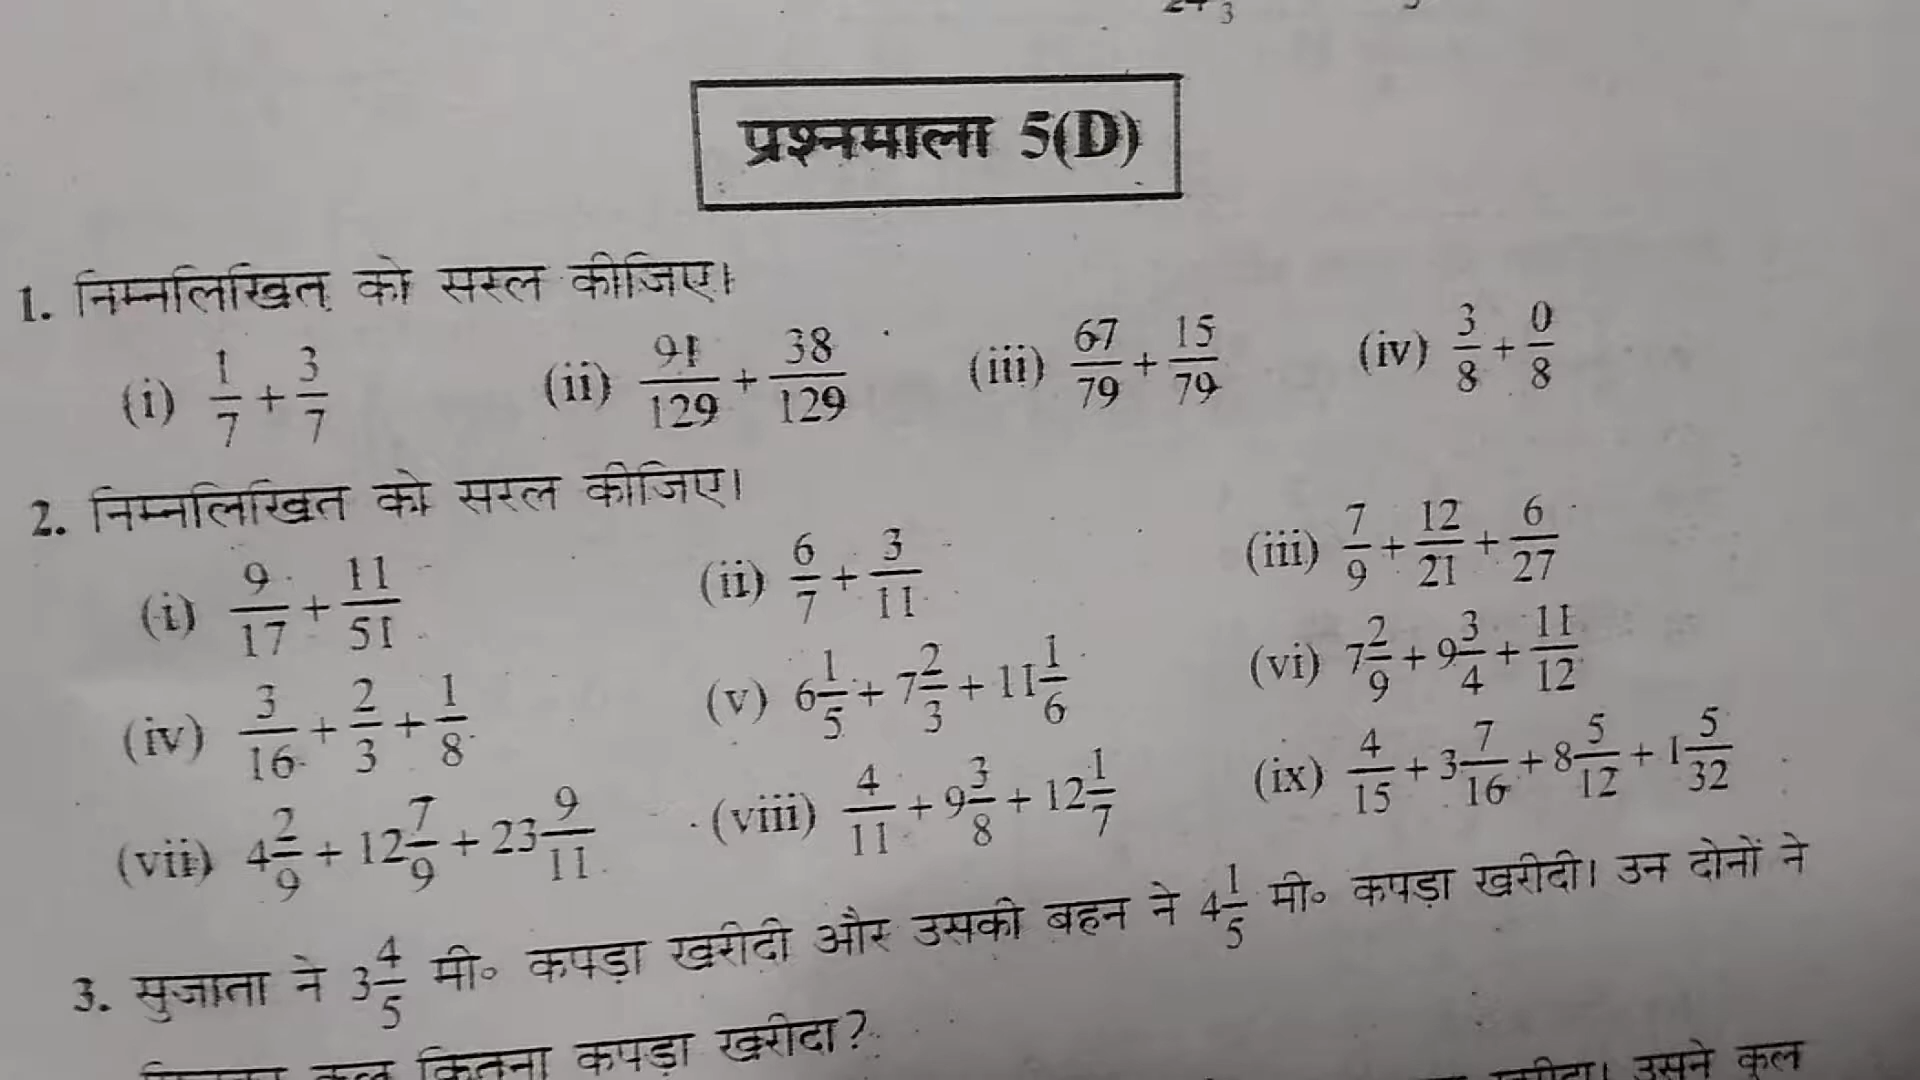 प्रश्नमाला 5(D)
1. निम्नलिखित को सरल कीजिए।
(i) 1/7 + 3/7 (ii) 91/129 + 38/129 (iii) 67/79 + 15/79 (iv) 3/8 + 0/8
2. निम्नलिखित को सरल कीजिए।
(i) 9/17 + 11/51 (ii) 6/7 + 3/11 (iii) 7/9 + 12/21 + 6/27
(iv) 3/16 + 2/3 + 1/8 (v) 6 1/5 + 7 2/3 + 11 1/6 (vi) 7 2/9 + 9 3/4 + 11/12
(vii) 4 2/9 + 12 7/9 + 23 9/11 (viii) 4/11 + 9 3/8 + 12 1/7 (ix) 4/15 + 3 7/16 + 8 5/12 + 1 5/32
3. सुजाता ने 3 4/5 मी० कपड़ा खरीदी और उसकी बहन ने 4 1/5 मी० कपड़ा खरीदी। उन दोनों ने
कुल कितना कपड़ा खरीदा?
उसने कुल